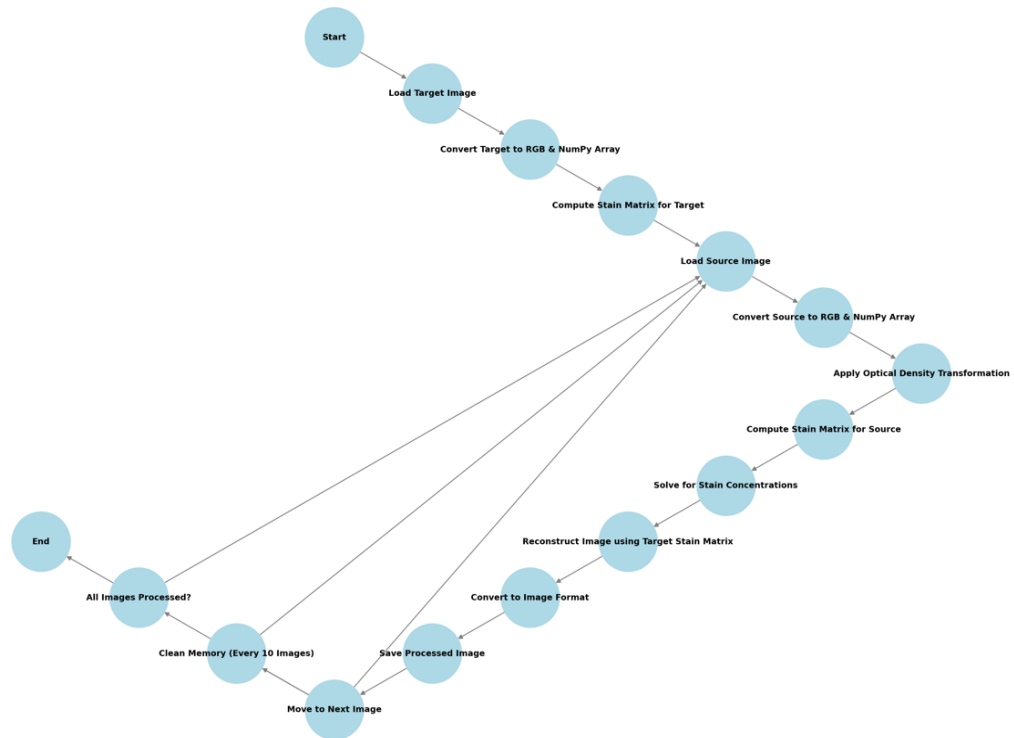 Start
Load Target Image
Convert Target to RGB & NumPy Array
Compute Stain Matrix for Target
Load Source Image
Convert Source to RGB & NumPy Array
Apply Optical Density Transformation
Compute Stain Matrix for Source
Solve for Stain Concentrations
Reconstruct Image using Target Stain Matrix
Convert to Image Format
Save Processed Image
Move to Next Image
Clean Memory (Every 10 Images)
All Images Processed?
End